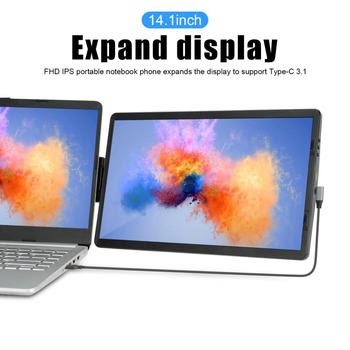 14.1inch
Expand display
FHD IPS portable notebook phone expands the display to support Type-C 3.1